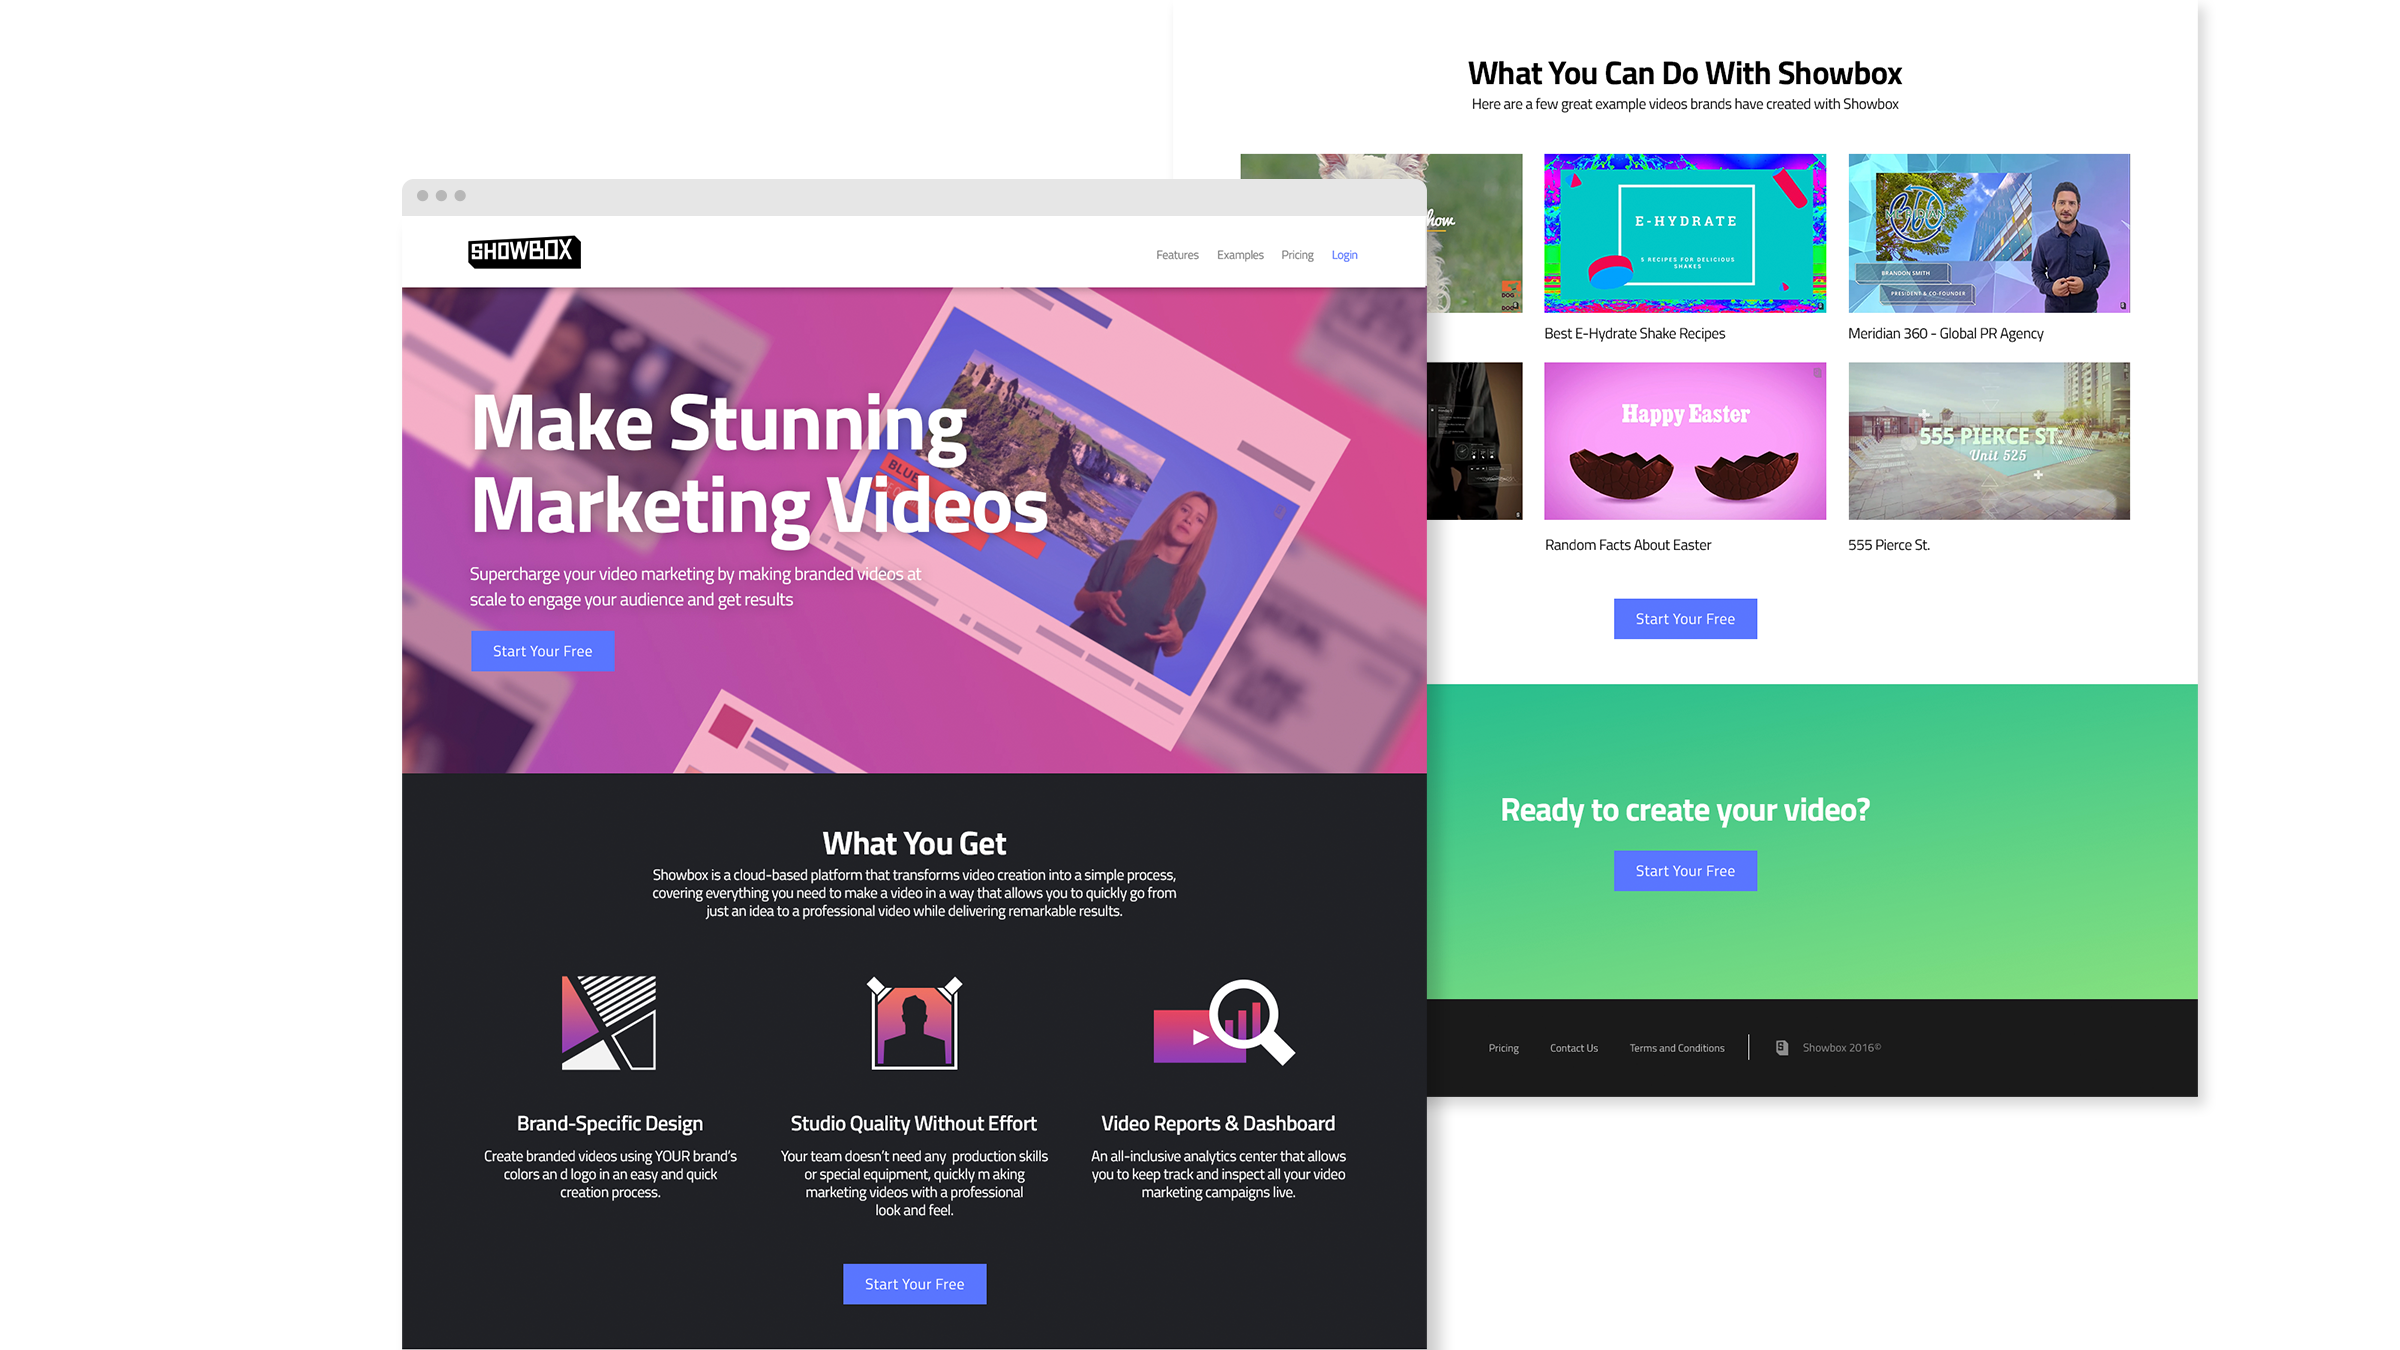 SHOWBOX
Features Examples Pricing Login
Make Stunning
Marketing Videos
Supercharge your video marketing by making branded videos at
scale to engage your audience and get results
Start Your Free
BLUE
What You Get
Showbox is a cloud-based platform that transforms video creation into a simple process,
covering everything you need to make a video in a way that allows you to quickly go from
just an idea to a professional video while delivering remarkable results.
Brand-Specific Design
Create branded videos using YOUR brand's
colors an d logo in an easy and quick
creation process.
Studio Quality Without Effort
Your team doesn't need any  production skills
or special equipment, quickly m aking
marketing videos with a professional
look and feel.
Video Reports & Dashboard
An all-inclusive analytics center that allows
you to keep track and inspect all your video
marketing campaigns live.
Start Your Free
What You Can Do With Showbox
Here are a few great example videos brands have created with Showbox
DOG
DOG
E-HYDRATE
5 RECIPES FOR DELICIOUS
SHAKES
Best E-Hydrate Shake Recipes
MERIDIAN
BRANDON SMITH
PRESIDENT & CO-FOUNDER
Meridian 360 - Global PR Agency
Happy Easter
Random Facts About Easter
555 PIERCE ST.
Unit 525
555 Pierce St.
Start Your Free
Ready to create your video?
Start Your Free
Pricing Contact Us Terms and Conditions S Showbox 2016©